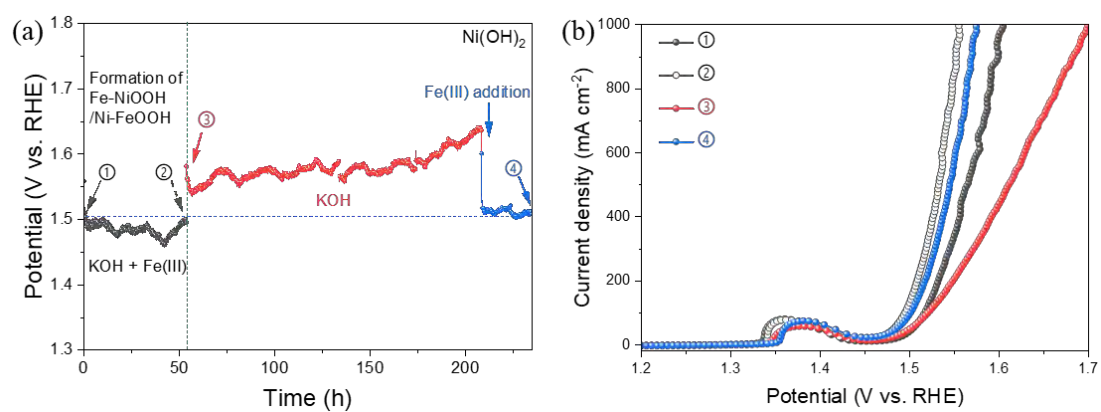 (a)
1.8
1.7
1.6
1.5
1.4
1.3
Potential (V vs. RHE)
Ni(OH)₂
Formation of
Fe-NiOOH
/Ni-FeOOH
③
Fe(III) addition
①
②
④
KOH
KOH + Fe(III)
0
50
100
150
200
Time (h)
(b)
1000
800
600
400
200
0
Current density (mA cm⁻²)
①
②
③
④
1.2
1.3
1.4
1.5
1.6
1.7
Potential (V vs. RHE)